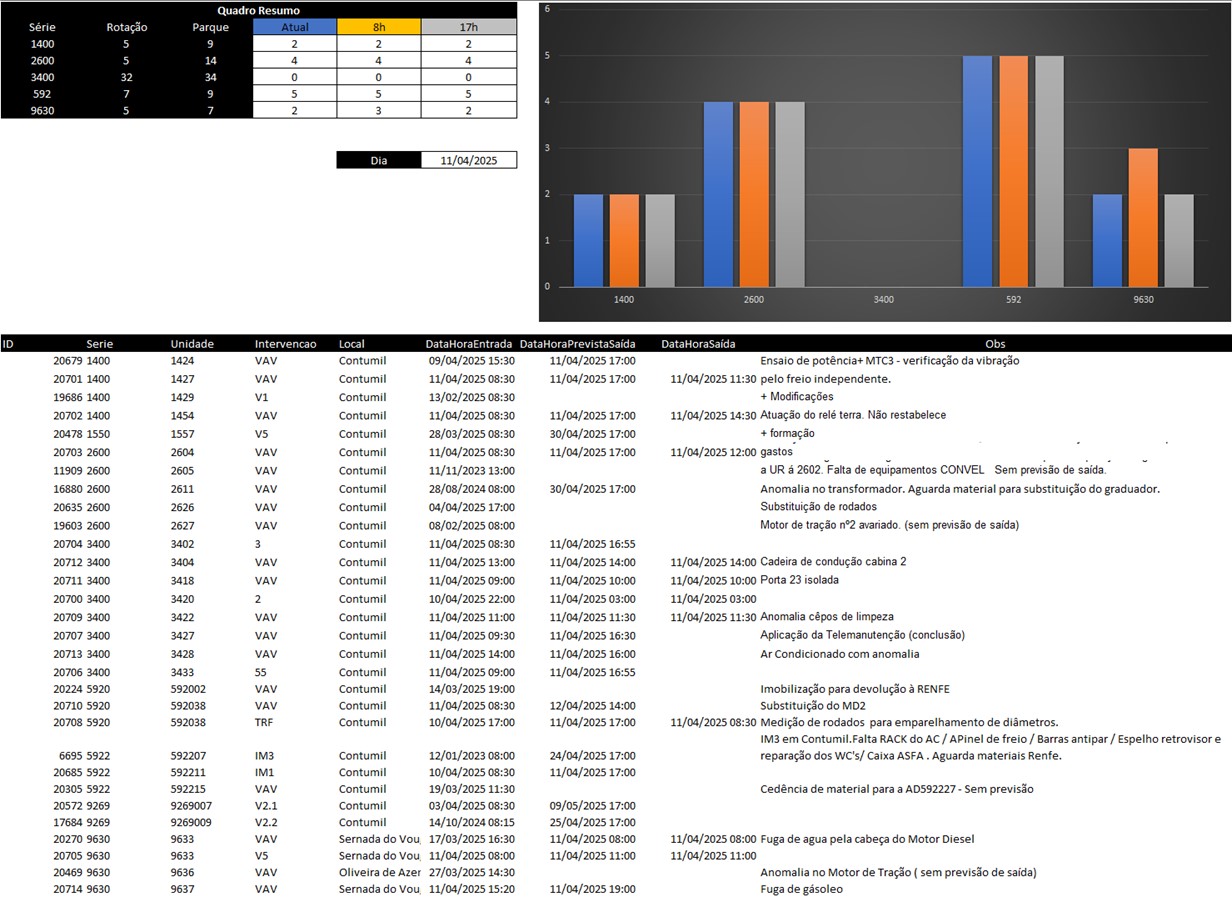 Quadro Resumo
Série Rotação Parque Atual 8h 17h
1400 5 9 2 2 2
2600 5 14 4 4 4
3400 32 34 0 0 0
592 7 9 5 5 5
9630 5 7 2 3 2
Dia 11/04/2025
6
5
4
3
2
1
0
1400 2600 3400 592 9630
ID Serie Unidade Intervencao Local DataHoraEntrada DataHoraPrevistaSaída DataHoraSaída Obs
20679 1400 1424 VAV Contumil 09/04/2025 15:30 11/04/2025 17:00 Ensaio de potência+ MTC3 - verificação da vibração
20701 1400 1427 VAV Contumil 11/04/2025 08:30 11/04/2025 17:00 11/04/2025 11:30 pelo freio independente.
19686 1400 1429 V1 Contumil 13/02/2025 08:30 + Modificações
20702 1400 1454 VAV Contumil 11/04/2025 08:30 11/04/2025 17:00 11/04/2025 14:30 Atuação do relé terra. Não restabelece
20478 1550 1557 V5 Contumil 28/03/2025 08:30 30/04/2025 17:00 + formação
20703 2600 2604 VAV Contumil 11/04/2025 08:30 11/04/2025 17:00 11/04/2025 12:00 gastos
11909 2600 2605 VAV Contumil 11/11/2023 13:00 a UR á 2602. Falta de equipamentos CONVEL Sem previsão de saída.
16880 2600 2611 VAV Contumil 28/08/2024 08:00 30/04/2025 17:00 Anomalia no transformador. Aguarda material para substituição do graduador.
20635 2600 2626 VAV Contumil 04/04/2025 17:00 Substituição de rodados
19603 2600 2627 VAV Contumil 08/02/2025 08:00 Motor de tração nº2 avariado. (sem previsão de saída)
20704 3400 3402 3 Contumil 11/04/2025 08:30 11/04/2025 16:55
20712 3400 3404 VAV Contumil 11/04/2025 13:00 11/04/2025 14:00 11/04/2025 14:00 Cadeira de condução cabina 2
20711 3400 3418 VAV Contumil 11/04/2025 09:00 11/04/2025 10:00 11/04/2025 10:00 Porta 23 isolada
20700 3400 3420 2 Contumil 10/04/2025 22:00 11/04/2025 03:00 11/04/2025 03:00
20709 3400 3422 VAV Contumil 11/04/2025 11:00 11/04/2025 11:30 11/04/2025 11:30 Anomalia cêpos de limpeza
20707 3400 3427 VAV Contumil 11/04/2025 09:30 11/04/2025 16:30 Aplicação da Telemanutenção (conclusão)
20713 3400 3428 VAV Contumil 11/04/2025 14:00 11/04/2025 16:00 Ar Condicionado com anomalia
20706 3400 3433 55 Contumil 11/04/2025 09:00 11/04/2025 16:55
20224 5920 592002 VAV Contumil 14/03/2025 19:00 Imobilização para devolução à RENFE
20710 5920 592038 VAV Contumil 11/04/2025 08:30 12/04/2025 14:00 Substituição do MD2
20708 5920 592038 TRF Contumil 10/04/2025 17:00 11/04/2025 17:00 11/04/2025 08:30 Medição de rodados para emparelhamento de diâmetros.
IM3 em Contumil.Falta RACK do AC / APinel de freio / Barras antipar / Espelho retrovisor e
6695 5922 592207 IM3 Contumil 12/01/2023 08:00 24/04/2025 17:00 reparação dos WC's/ Caixa ASFA . Aguarda materiais Renfe.
20685 5922 592211 IM1 Contumil 10/04/2025 08:30 11/04/2025 17:00
20305 5922 592215 VAV Contumil 19/03/2025 11:30 Cedência de material para a AD592227 - Sem previsão
20572 9269 9269007 V2.1 Contumil 03/04/2025 08:30 09/05/2025 17:00
17684 9269 9269009 V2.2 Contumil 14/10/2024 08:15 25/04/2025 17:00
20270 9630 9633 VAV Sernada do Vou 17/03/2025 16:30 11/04/2025 08:00 11/04/2025 08:00 Fuga de agua pela cabeça do Motor Diesel
20705 9630 9633 V5 Sernada do Vou 11/04/2025 08:00 11/04/2025 11:00 11/04/2025 11:00
20469 9630 9636 VAV Oliveira de Azer 27/03/2025 14:30 Anomalia no Motor de Tração ( sem previsão de saída)
20714 9630 9637 VAV Sernada do Vou 11/04/2025 15:20 11/04/2025 19:00 Fuga de gásoleo